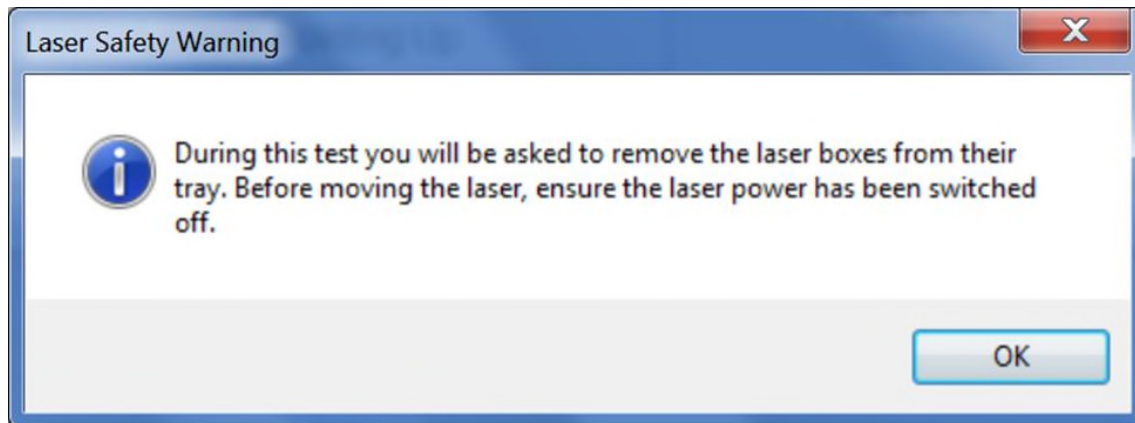 Laser Safety Warning
During this test you will be asked to remove the laser boxes from their
tray. Before moving the laser, ensure the laser power has been switched
off.
OK